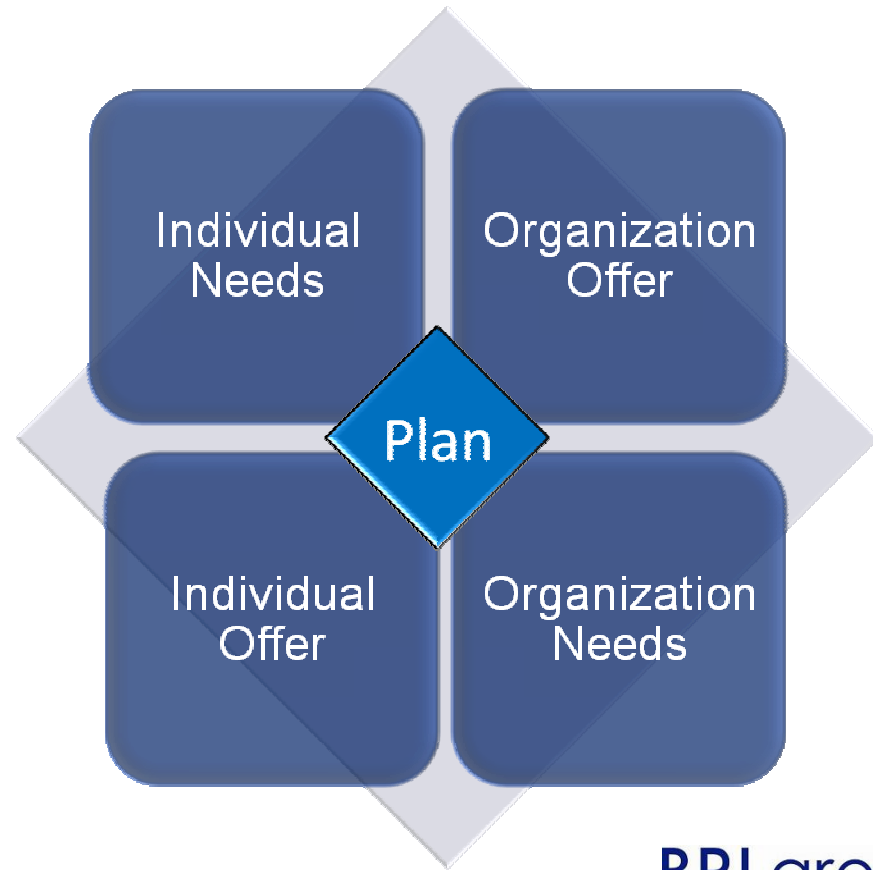 Individual
Needs
Organization
Offer
Plan
Individual
Offer
Organization
Needs